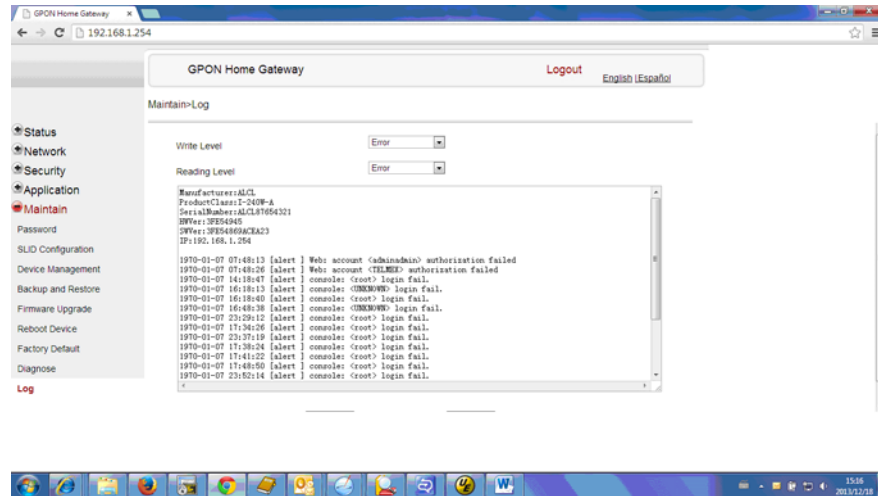 GPON Home Gateway
192.168.1.254
GPON Home Gateway
Logout
English |Español
Maintain>Log
Status
Network
Security
Application
Maintain
Password
SLID Configuration
Device Management
Backup and Restore
Firmware Upgrade
Reboot Device
Factory Default
Diagnose
Log
Write Level
Error
Reading Level
Error
Manufacturer:ALCL
ProductClass:I-240W-A
SerialNumber:ALCL87654321
HWVer:3FE54945
SWVer:3FE54869ACEA23
IP:192.168.1.254
1970-01-07 07:48:13 [alert ] Web: account <adminadmin> authorization failed
1970-01-07 07:48:26 [alert ] Web: account <TELMEX> authorization failed
1970-01-07 14:18:47 [alert ] console: <root> login fail.
1970-01-07 16:18:13 [alert ] console: <UNKNOWN> login fail.
1970-01-07 16:18:40 [alert ] console: <root> login fail.
1970-01-07 16:48:38 [alert ] console: <UNKNOWN> login fail.
1970-01-07 23:29:12 [alert ] console: <root> login fail.
1970-01-07 17:34:26 [alert ] console: <root> login fail.
1970-01-07 23:37:19 [alert ] console: <root> login fail.
1970-01-07 17:38:24 [alert ] console: <root> login fail.
1970-01-07 17:41:22 [alert ] console: <root> login fail.
1970-01-07 17:48:50 [alert ] console: <root> login fail.
1970-01-07 23:52:14 [alert ] console: <root> login fail.
15:16
2013/12/18